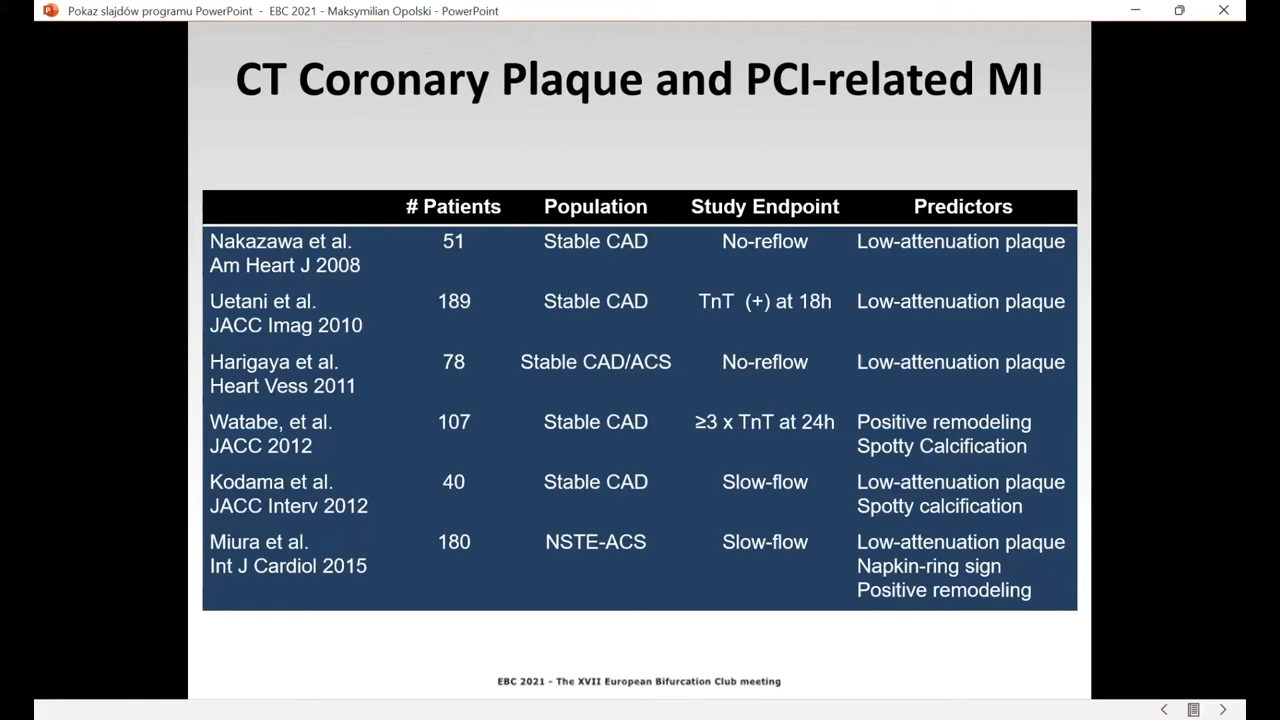 Pokaz slajdów programu PowerPoint - EBC 2021 - Maksymilian Opolski - PowerPoint
CT Coronary Plaque and PCI-related MI
# Patients Population Study Endpoint Predictors
Nakazawa et al. 51 Stable CAD No-reflow Low-attenuation plaque
Am Heart J 2008
Uetani et al. 189 Stable CAD TnT (+) at 18h Low-attenuation plaque
JACC Imag 2010
Harigaya et al. 78 Stable CAD/ACS No-reflow Low-attenuation plaque
Heart Vess 2011
Watabe, et al. 107 Stable CAD ≥3 x TnT at 24h Positive remodeling
JACC 2012 Spotty Calcification
Kodama et al. 40 Stable CAD Slow-flow Low-attenuation plaque
JACC Interv 2012 Spotty calcification
Miura et al. 180 NSTE-ACS Slow-flow Low-attenuation plaque
Int J Cardiol 2015 Napkin-ring sign
Positive remodeling
EBC 2021 - The XVII European Bifurcation Club meeting